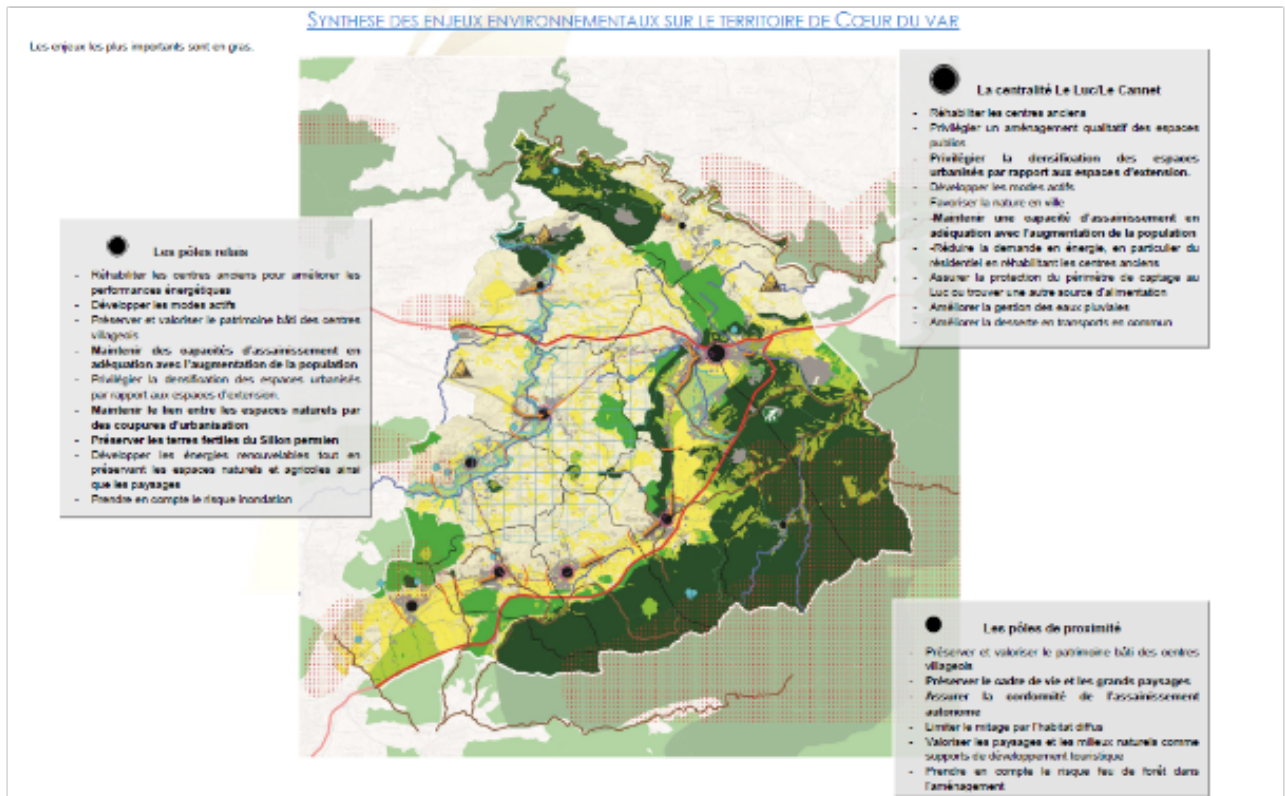 SYNTHESE DES ENJEUX ENVIRONNEMENTAUX SUR LE TERRITOIRE DE CŒUR DU VAR
Les enjeux les plus importants sont en gras.
La centralité Le Luc/Le Cannet
- Réhabiliter les centres anciens
- Privilégier un aménagement qualitatif des espaces
publics
- Privilégier la densification des espaces
urbanisés par rapport aux espaces d'extension.
- Développer les modes actifs
- Favoriser la nature en ville
- -Maintenir une capacité d'assainissement en
adéquation avec l'augmentation de la population
- -Réduire la demande en énergie, en particulier du
résidentiel en réhabilitant les centres anciens
- Assurer la protection du périmètre de captage au
Luc ou trouver une autre source d'alimentation
- Améliorer la gestion des eaux pluviales
- Améliorer la desserte en transports en commun
Les pôles relais
- Réhabiliter les centres anciens pour améliorer les
performances énergétiques
- Développer les modes actifs
- Préserver et valoriser le patrimoine bâti des centres
villageois
- Maintenir des capacités d'assainissement en
adéquation avec l'augmentation de la population
- Privilégier la densification des espaces urbanisés
par rapport aux espaces d'extension.
- Maintenir le lien entre les espaces naturels par
des coupures d'urbanisation
- Préserver les terres fertiles du Sillon permien
- Développer les énergies renouvelables tout en
préservant les espaces naturels et agricoles ainsi
que les paysages
- Prendre en compte le risque inondation
Les pôles de proximité
- Préserver et valoriser le patrimoine bâti des centres
villageois
- Préserver le cadre de vie et les grands paysages
- Assurer la conformité de l'assainissement
autonome
- Limiter le mitage par l'habitat diffus
- Valoriser les paysages et les milieux naturels comme
supports de développement touristique
- Prendre en compte le risque feu de forêt dans
l'aménagement